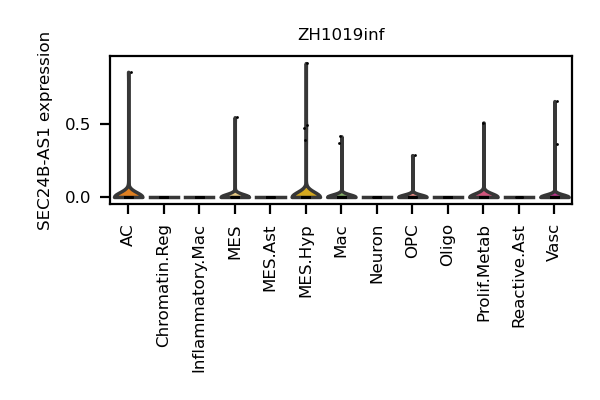 ZH1019inf
SEC24B-AS1 expression
0.5
0.0
AC
Chromatin.Reg
Inflammatory.Mac
MES
MES.Ast
MES.Hyp
Mac
Neuron
OPC
Oligo
Prolif.Metab
Reactive.Ast
Vasc